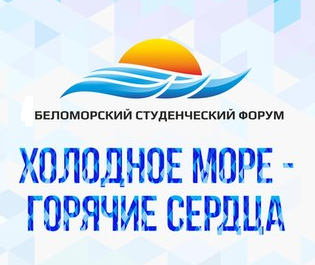 БЕЛОМОРСКИЙ СТУДЕНЧЕСКИЙ ФОРУМ
ХОЛОДНОЕ МОРЕ -
ГОРЯЧИЕ СЕРДЦА